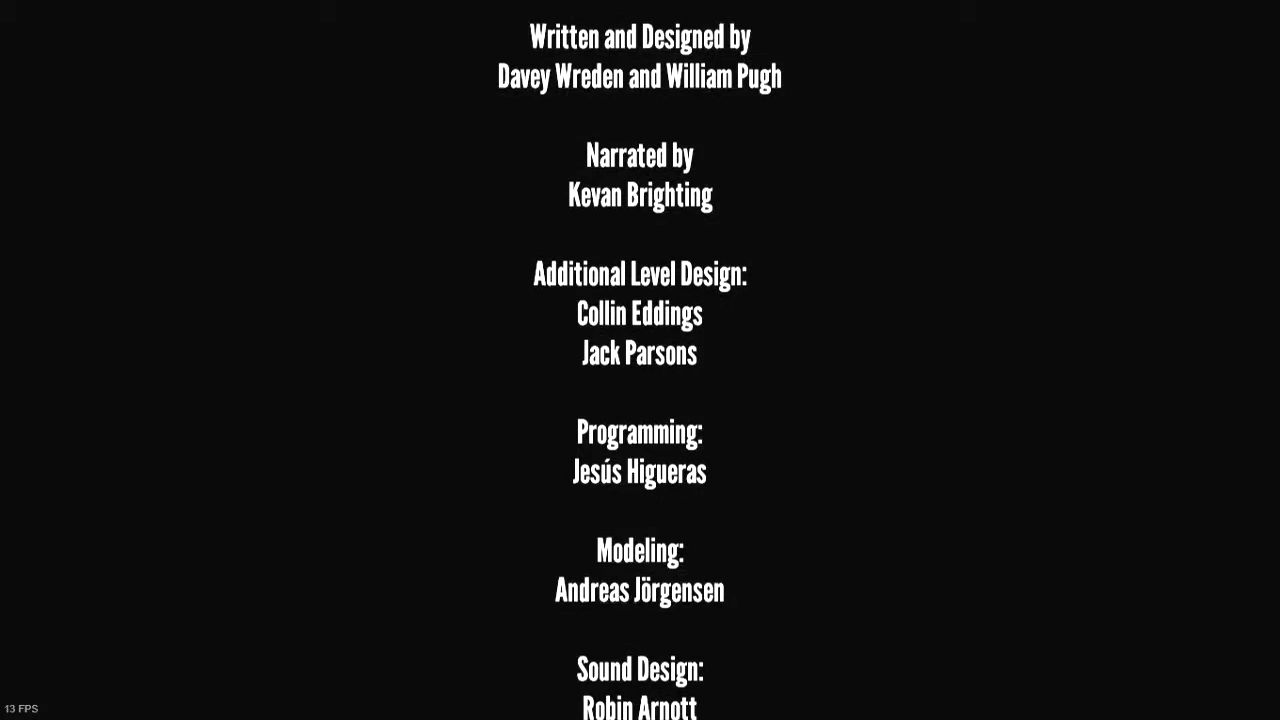 Written and Designed by
Davey Wreden and William Pugh
Narrated by
Kevan Brighting
Additional Level Design:
Collin Eddings
Jack Parsons
Programming:
Jesús Higueras
Modeling:
Andreas Jörgensen
Sound Design:
Robin Arnott
13 FPS